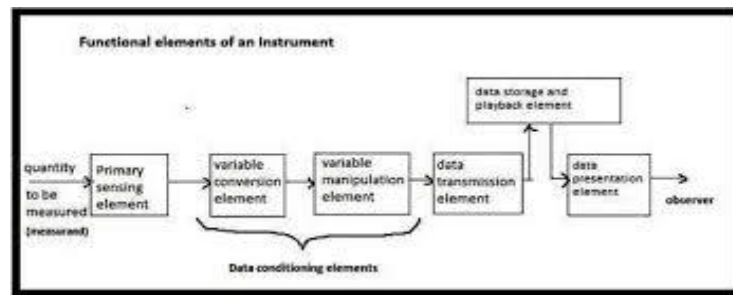 Functional elements of an Instrument
data storage and
playback element
quantity
to be
measured
(measurand)
Primary
sensing
element
variable
conversion
element
variable
manipulation
element
data
transmission
element
data
presentation
element
observer
Data conditioning elements